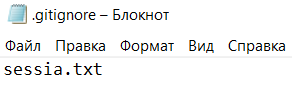 .gitignore – Блокнот
Файл Правка Формат Вид Справка
sessia.txt